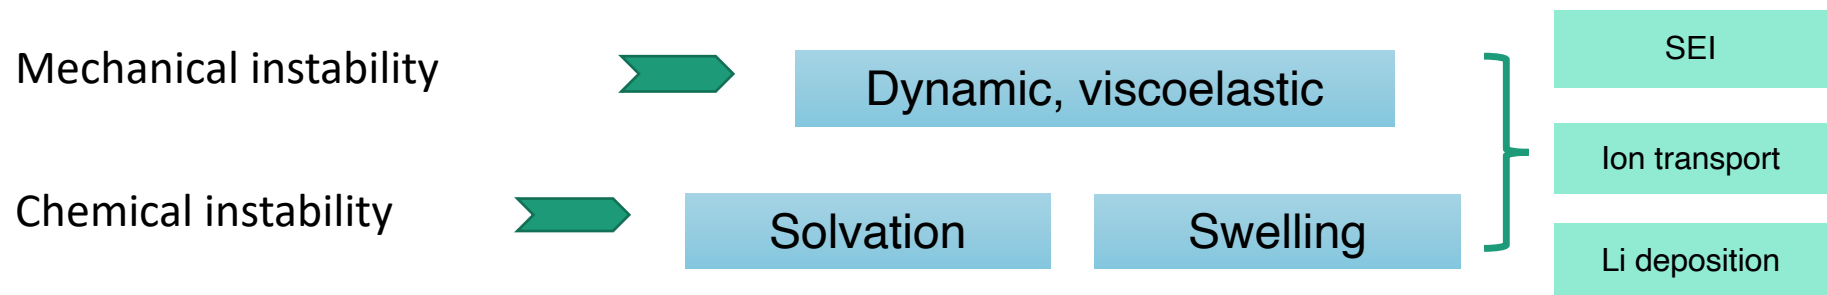 Mechanical instability
Dynamic, viscoelastic
Chemical instability
Solvation
Swelling
SEI
Ion transport
Li deposition